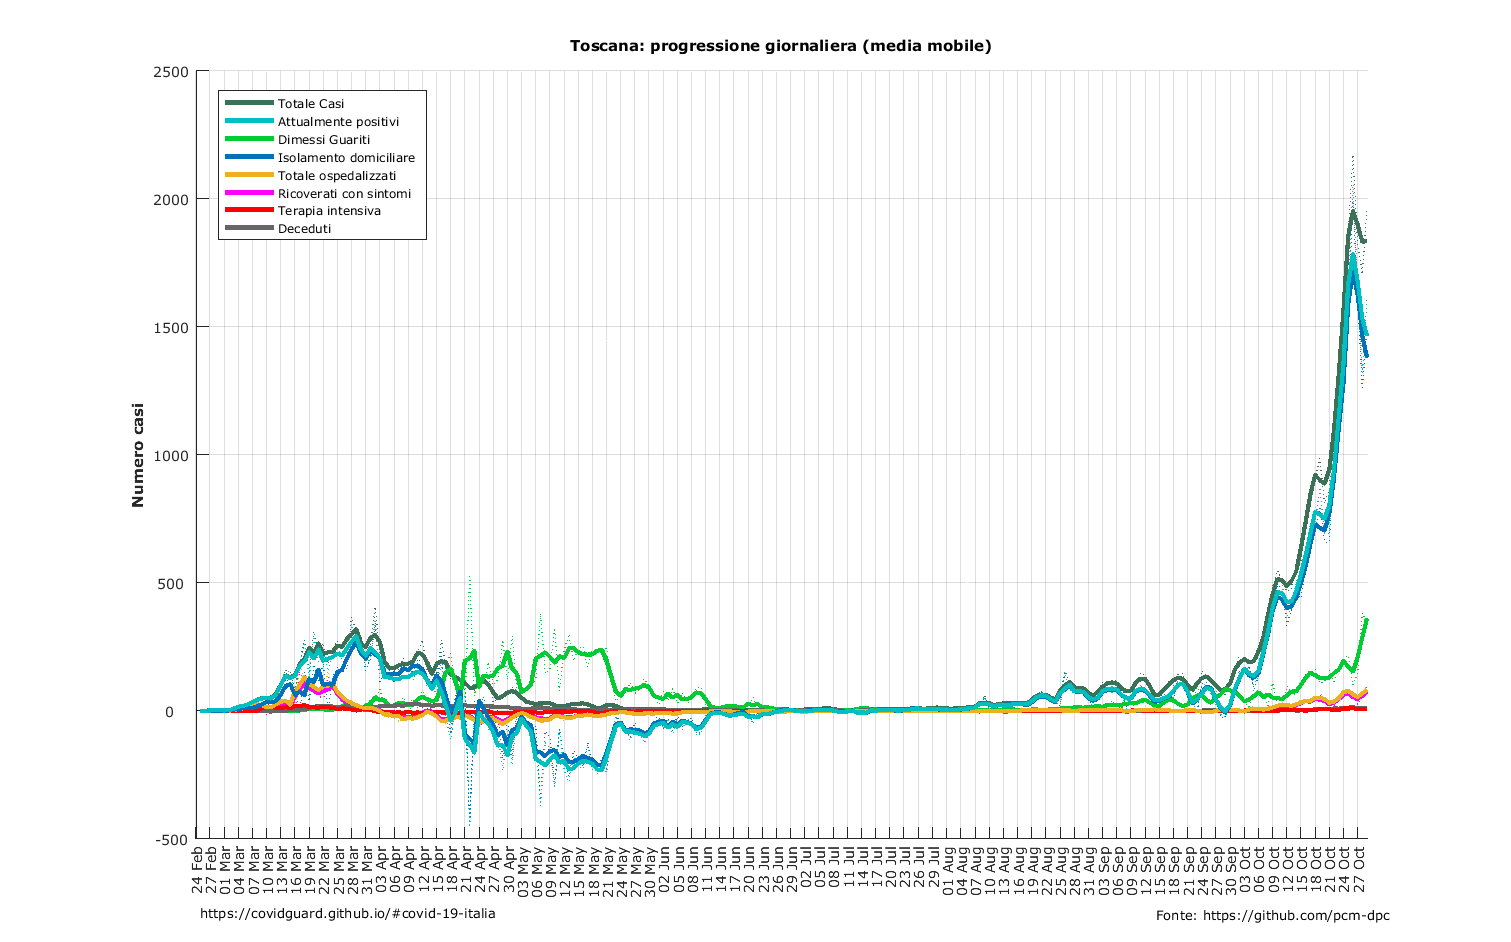 Toscana: progressione giornaliera (media mobile)
2500
2000
1500
1000
500
0
-500
Numero casi
Totale Casi
Attualmente positivi
Dimessi Guariti
Isolamento domiciliare
Totale ospedalizzati
Ricoverati con sintomi
Terapia intensiva
Deceduti
24 Feb
27 Feb
01 Mar
04 Mar
07 Mar
10 Mar
13 Mar
16 Mar
19 Mar
22 Mar
25 Mar
28 Mar
31 Mar
03 Apr
06 Apr
09 Apr
12 Apr
15 Apr
18 Apr
21 Apr
24 Apr
27 Apr
30 Apr
03 May
06 May
09 May
12 May
15 May
18 May
21 May
24 May
27 May
30 May
02 Jun
05 Jun
08 Jun
11 Jun
14 Jun
17 Jun
20 Jun
23 Jun
26 Jun
29 Jun
02 Jul
05 Jul
08 Jul
11 Jul
14 Jul
17 Jul
20 Jul
23 Jul
26 Jul
29 Jul
01 Aug
04 Aug
07 Aug
10 Aug
13 Aug
16 Aug
19 Aug
22 Aug
25 Aug
28 Aug
31 Aug
03 Sep
06 Sep
09 Sep
12 Sep
15 Sep
18 Sep
21 Sep
24 Sep
27 Sep
30 Sep
03 Oct
06 Oct
09 Oct
12 Oct
15 Oct
18 Oct
21 Oct
24 Oct
27 Oct
https://covidguard.github.io/#covid-19-italia
Fonte: https://github.com/pcm-dpc